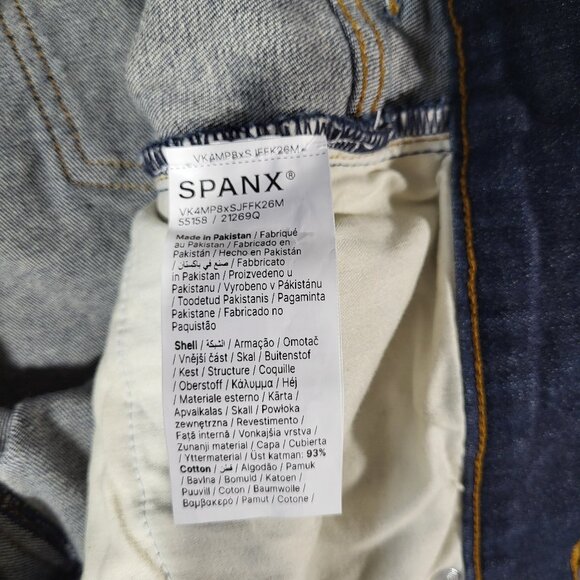 VK4MP8xSJFFK26M
SPANX®
VK4MP8xSJFFK26M
55158 / 21269Q
Made in Pakistan / Fabriqué
au Pakistan / Fabricado en
Pakistán / Hecho en Pakistán
/ صنع في باكستان / Fabbricato
in Pakistan / Proizvedeno u
Pakistanu / Vyrobeno v Pákistánu
/ Toodetud Pakistanis / Pagaminta
Pakistane / Fabricado no
Paquistão
Shell / الشبكة / Armação / Omotač
/ Vnější část / Skal / Buitenstof
/ Kest / Structure / Coquille
/ Oberstoff / Κάλυμμα / Héj
/ Materiale esterno / Kārta /
Apvalkalas / Skall / Powłoka
zewnętrzna / Revestimento /
Față internă / Vonkajšia vrstva /
Zunanji material / Capa / Cubierta
/ Yttermaterial / Üst katman: 93%
Cotton / قطن / Algodão / Pamuk
/ Bavlna / Bomuld / Katoen /
Puuvill / Coton / Baumwolle /
Βαμβακερό / Pamut / Cotone /